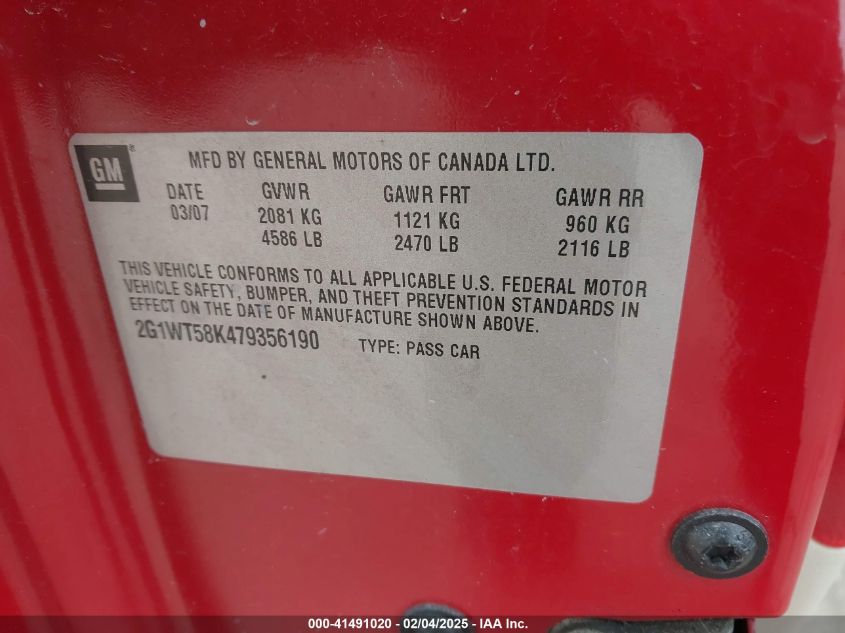 GM ®
MFD BY GENERAL MOTORS OF CANADA LTD.
DATE GVWR GAWR FRT GAWR RR
03/07 2081 KG 1121 KG 960 KG
4586 LB 2470 LB 2116 LB
THIS VEHICLE CONFORMS TO ALL APPLICABLE U.S. FEDERAL MOTOR
VEHICLE SAFETY, BUMPER, AND THEFT PREVENTION STANDARDS IN
EFFECT ON THE DATE OF MANUFACTURE SHOWN ABOVE.
2G1WT58K479356190 TYPE: PASS CAR
000-41491020 - 02/04/2025 - IAA Inc.